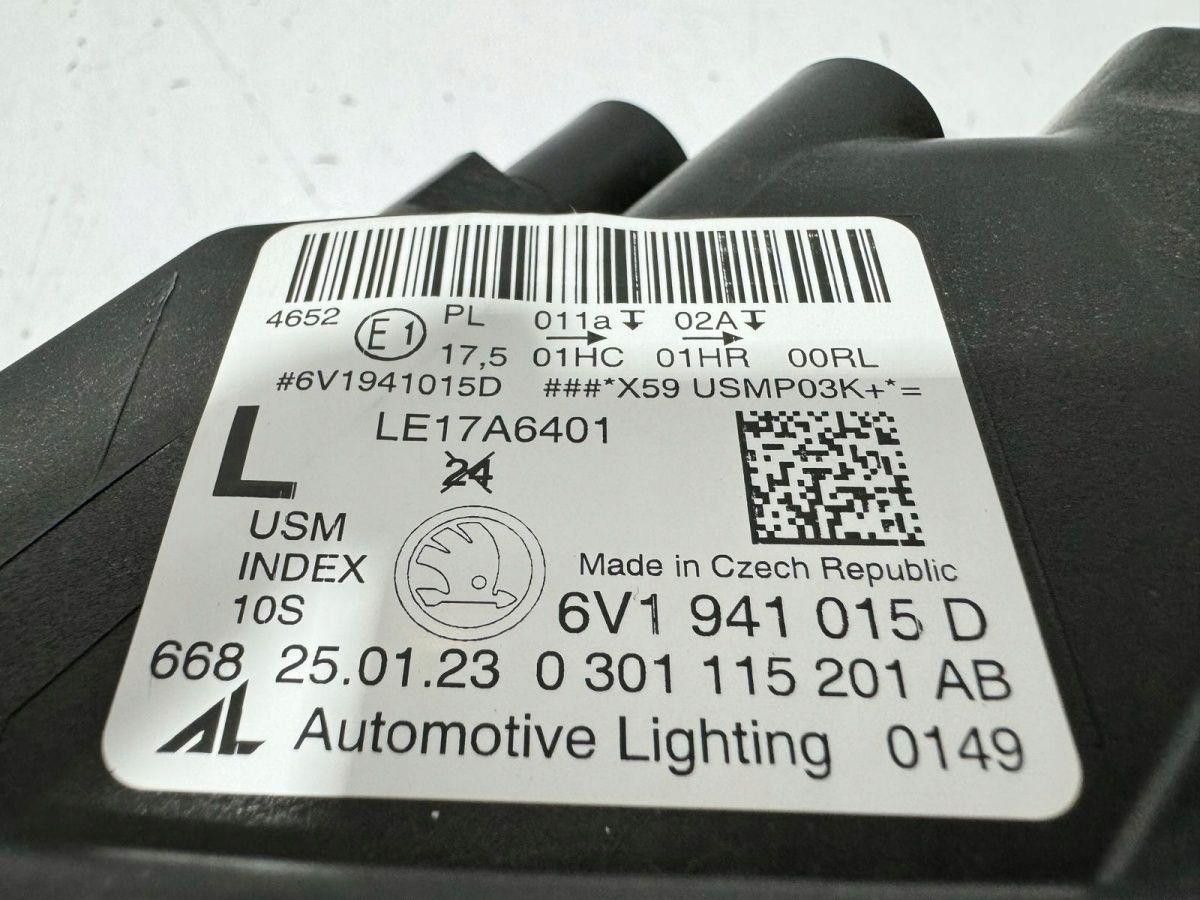 4652 E1 PL 011a 02A
17,5 01HC 01HR 00RL
#6V1941015D ###*X59 USMP03K+*=
L LE17A6401
24
USM
INDEX
10S
Made in Czech Republic
6V1 941 015 D
668 25.01.23 0 301 115 201 AB
AL Automotive Lighting 0149